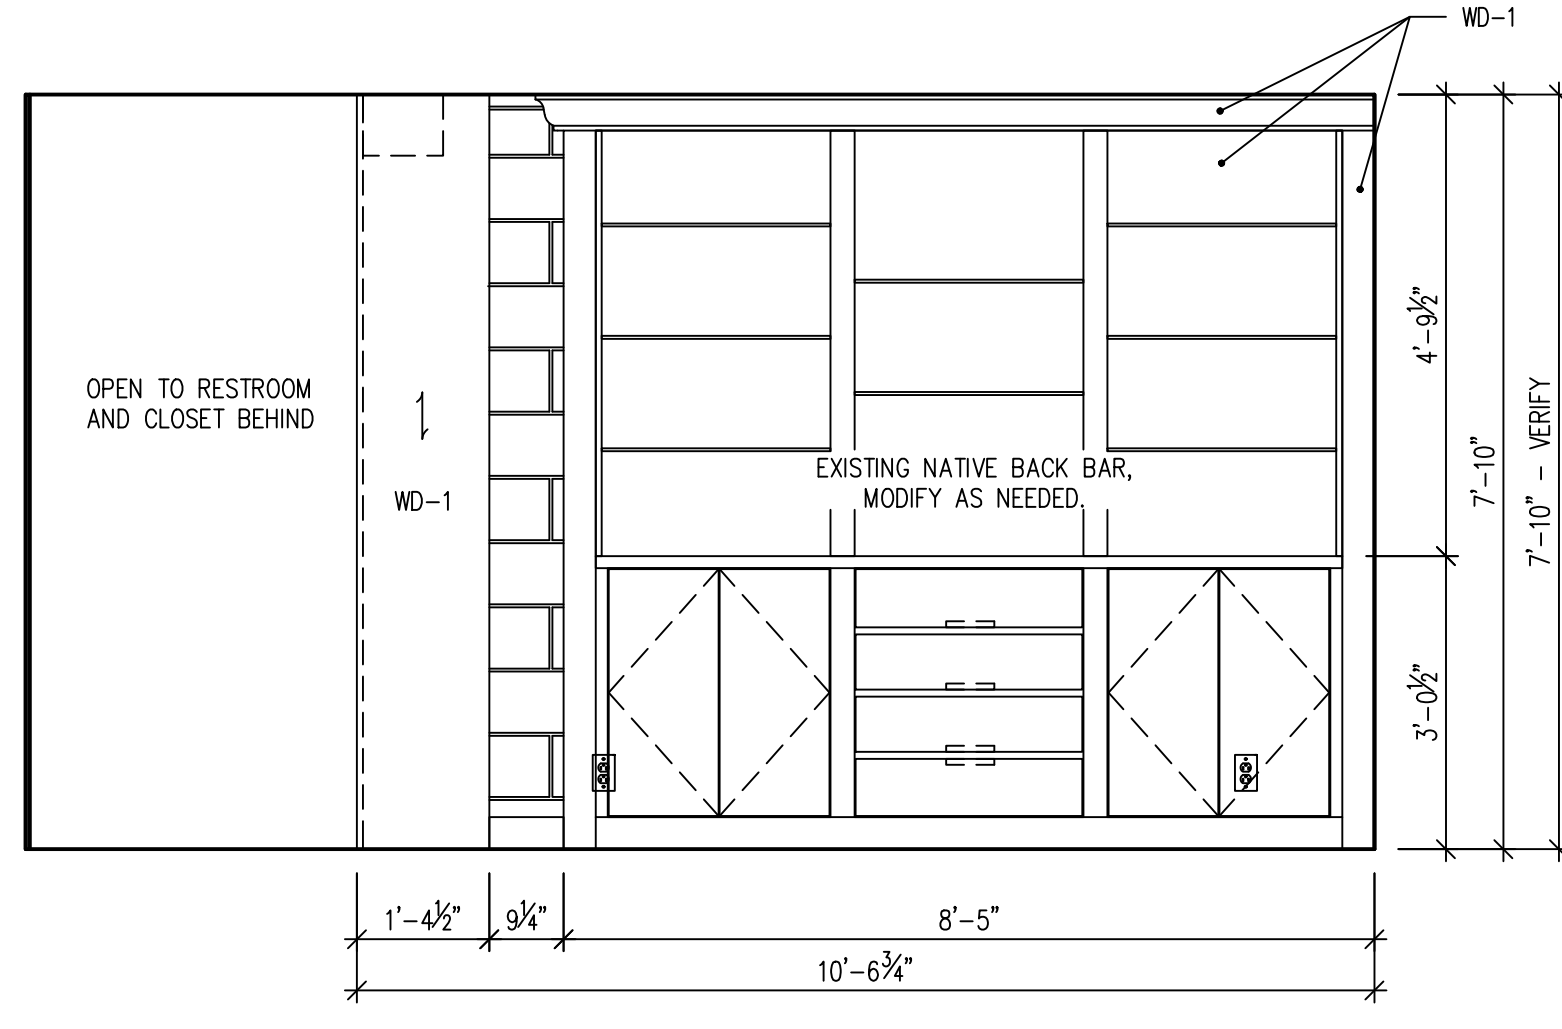 WD-1
OPEN TO RESTROOM
AND CLOSET BEHIND
WD-1
EXISTING NATIVE BACK BAR,
MODIFY AS NEEDED.
4'-9½"
3'-0½"
7'-10"
7'-10" - VERIFY
1'-4½"
9¼"
8'-5"
10'-6¾"